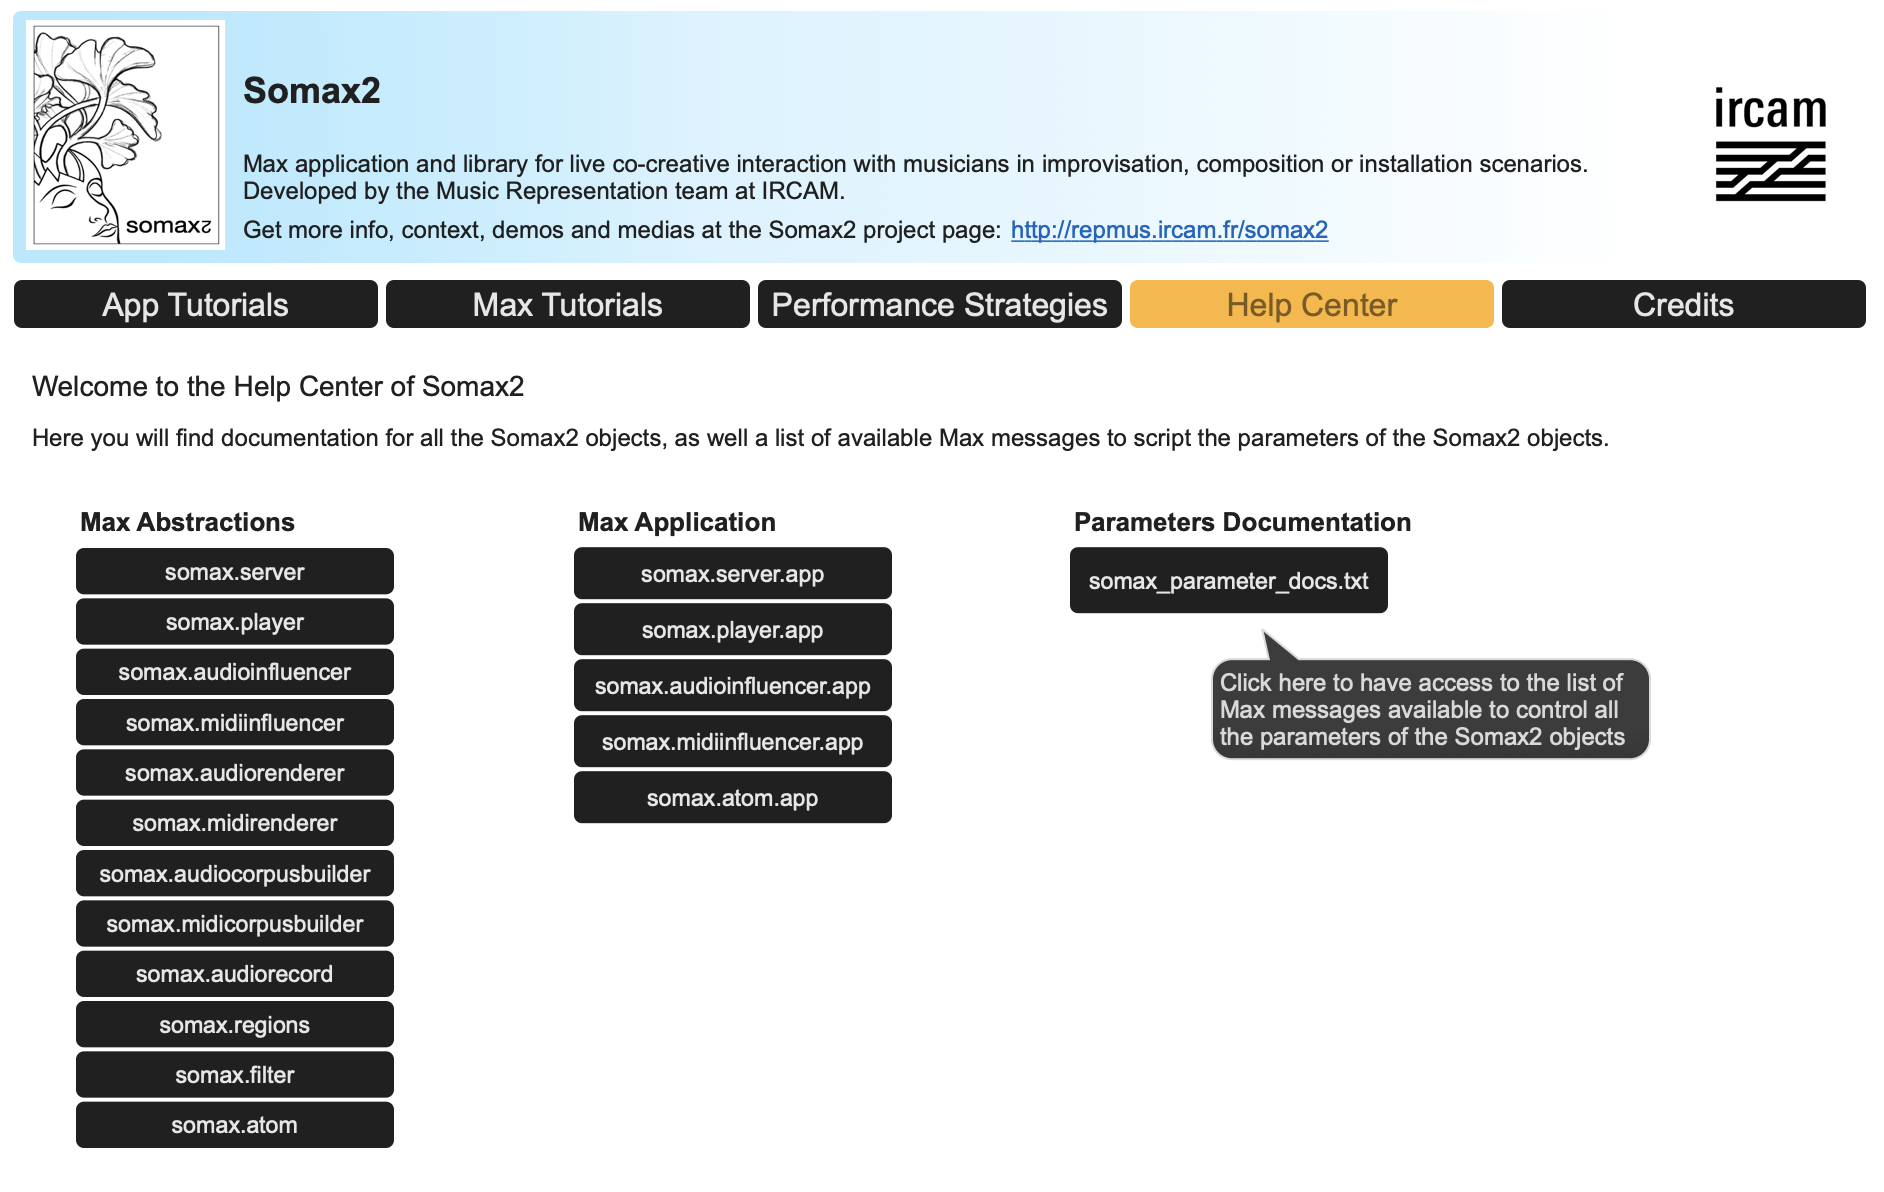 somax2
Somax2
Max application and library for live co-creative interaction with musicians in improvisation, composition or installation scenarios.
Developed by the Music Representation team at IRCAM.
Get more info, context, demos and medias at the Somax2 project page: http://repmus.ircam.fr/somax2
ircam
App Tutorials
Max Tutorials
Performance Strategies
Help Center
Credits
Welcome to the Help Center of Somax2
Here you will find documentation for all the Somax2 objects, as well a list of available Max messages to script the parameters of the Somax2 objects.
Max Abstractions
somax.server
somax.player
somax.audioinfluencer
somax.midiinfluencer
somax.audiorenderer
somax.midirenderer
somax.audiocorpusbuilder
somax.midicorpusbuilder
somax.audiorecord
somax.regions
somax.filter
somax.atom
Max Application
somax.server.app
somax.player.app
somax.audioinfluencer.app
somax.midiinfluencer.app
somax.atom.app
Parameters Documentation
somax_parameter_docs.txt
Click here to have access to the list of
Max messages available to control all
the parameters of the Somax2 objects